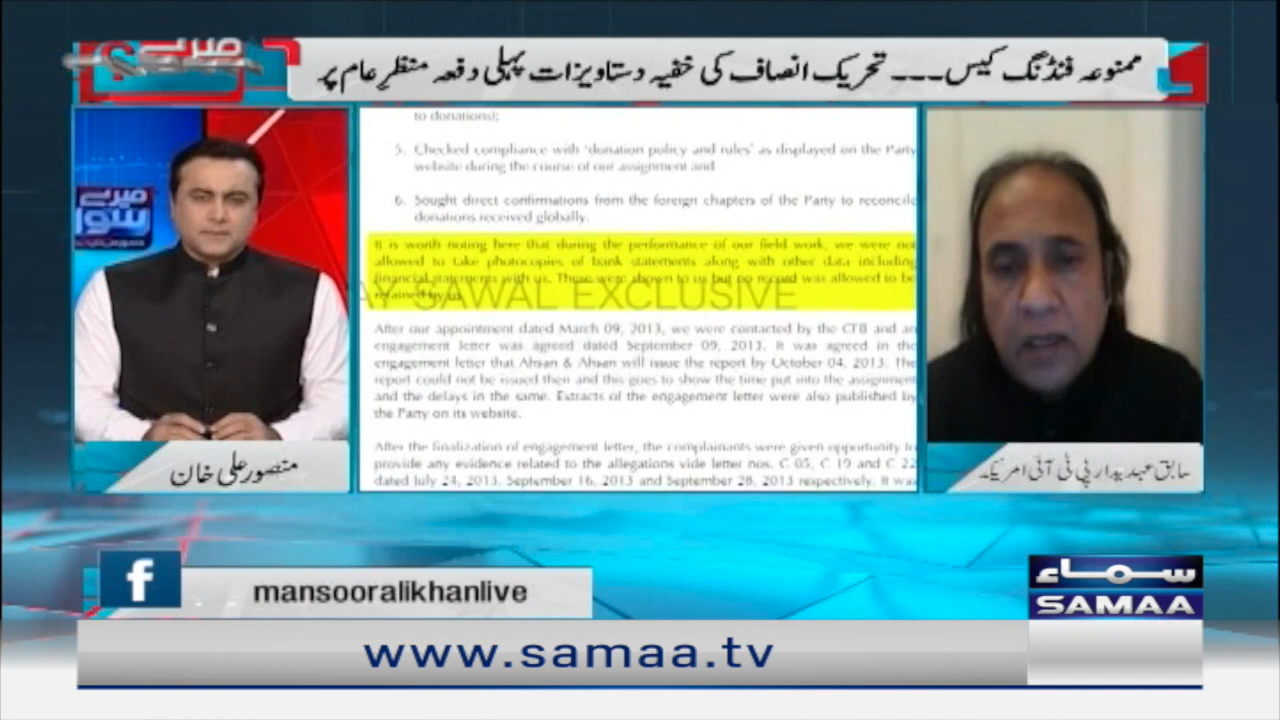 میرے
ممنوعہ فنڈنگ کیس ۔۔۔ تحریک انصاف کی خفیہ دستاویزات پہلی دفعہ منظرِ عام پر
میرے
سوال
to donations);
5. Checked compliance with 'donation policy and rules' as displayed on the Party
website during the course of our assignment and
6. Sought direct confirmations from the foreign chapters of the Party to reconcile
donations received globally.
It is worth noting here that during the performance of our field work, we were not
allowed to take photocopies of bank statements along with other data including
financial statements with us. These were shown to us but no record was allowed to be
retained by us.
AY SAWAL EXCLUSIVE
After our appointment dated March 09, 2013, we were contacted by the CTB and an
engagement letter was agreed dated September 09, 2013. It was agreed in the
engagement letter that Ahsan & Ahsan will issue the report by October 04, 2013. The
report could not be issued then and this goes to show the time put into the assignment
and the delays in the same. Extracts of the engagement letter were also published by
the Party on its website.
After the finalization of engagement letter, the complainants were given opportunity to
provide any evidence related to the allegations vide letter nos. C 05, C 19 and C 22
dated July 24, 2013, September 16, 2013 and September 28, 2013 respectively. It was
منصور علی خان
سابق عہدیدار پی ٹی آئی امریکہ
f
mansooralikhanlive
سماء
SAMAA
www.samaa.tv